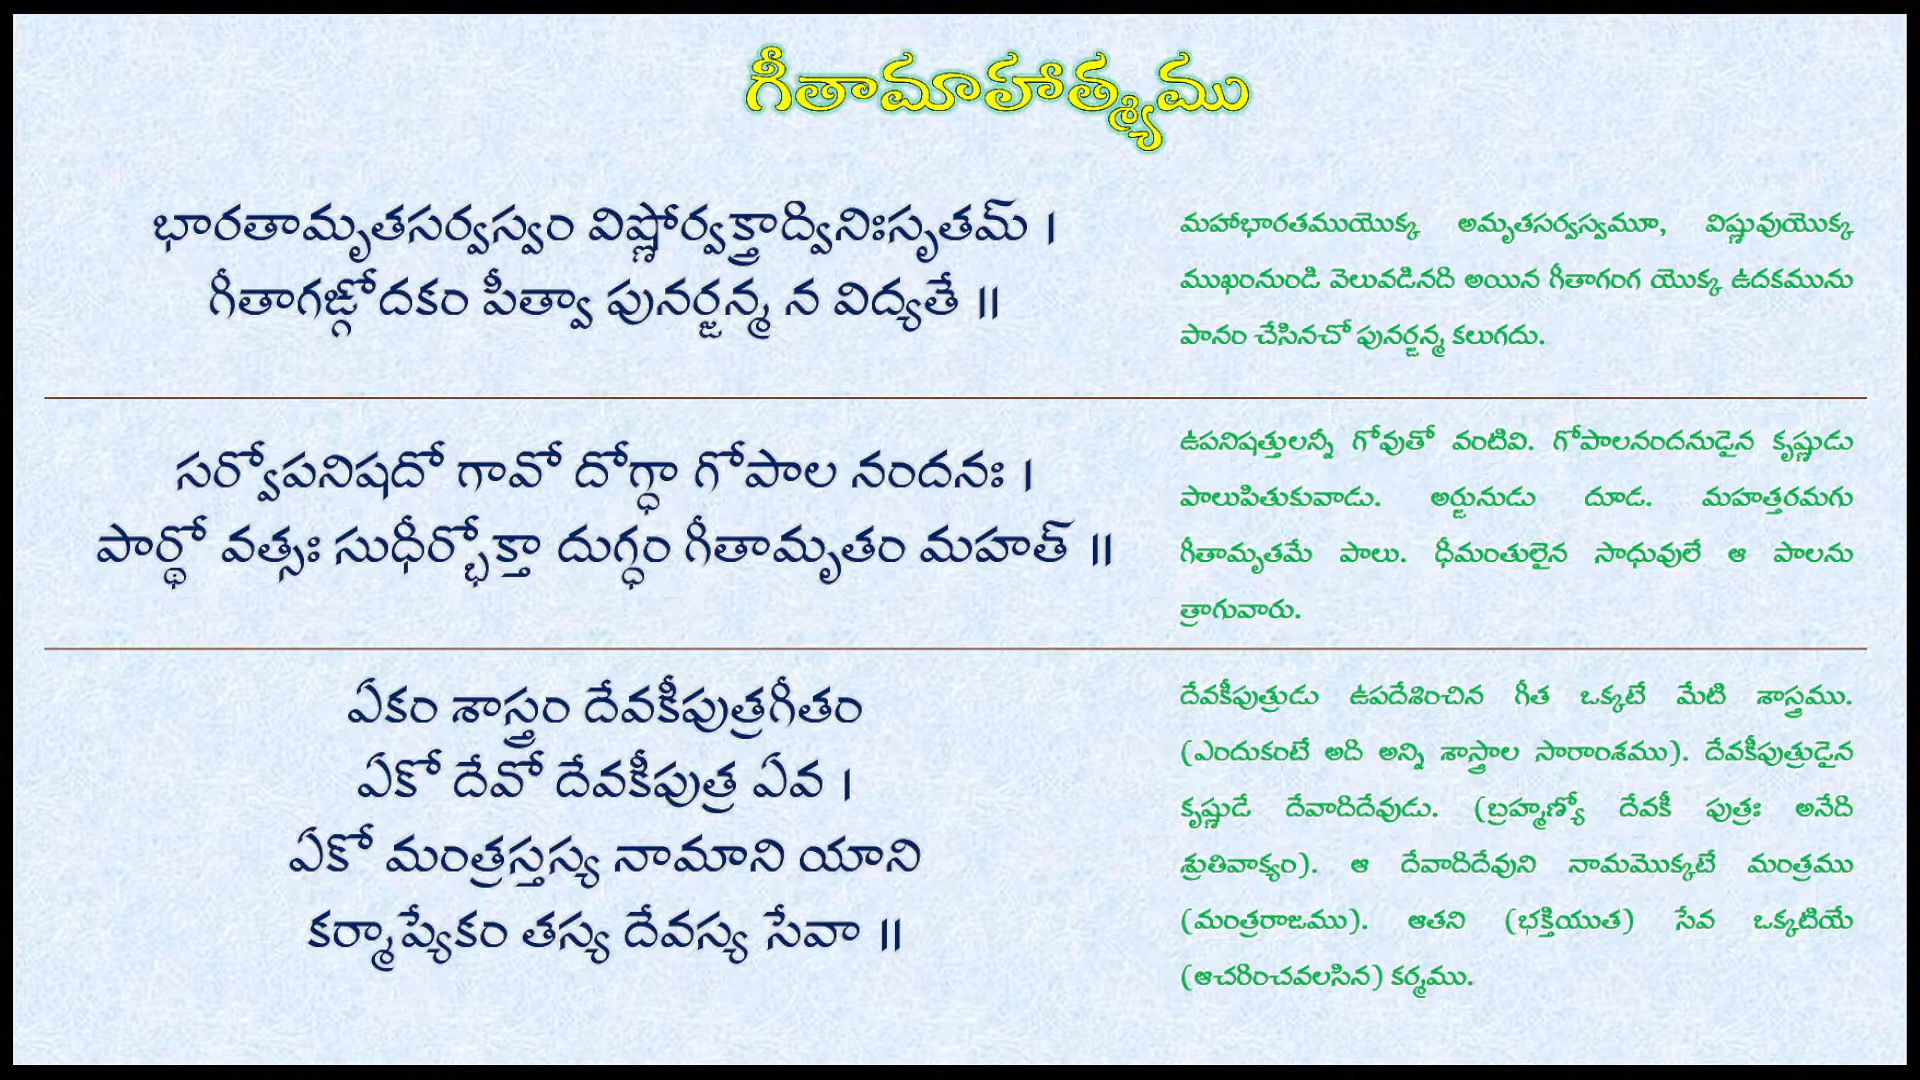 గీతామాహాత్మ్యము
భారతామృతసర్వస్వం విష్ణోర్వక్త్రాద్వినిఃసృతమ్ ।
గీతాగఙ్గోదకం పీత్వా పునర్జన్మ న విద్యతే ॥
మహాభారతముయొక్క అమృతసర్వస్వమూ, విష్ణువుయొక్క
ముఖంనుండి వెలువడినది అయిన గీతాగంగ యొక్క ఉదకమును
పానం చేసినచో పునర్జన్మ కలుగదు.
సర్వోపనిషదో గావో దోగ్ధా గోపాల నందనః ।
పార్థో వత్సః సుధీర్భోక్తా దుగ్ధం గీతామృతం మహత్ ॥
ఉపనిషత్తులన్నీ గోవుతో వంటివి. గోపాలనందనుడైన కృష్ణుడు
పాలుపితుకువాడు. అర్జునుడు దూడ. మహత్తరమగు
గీతామృతమే పాలు. ధీమంతులైన సాధువులే ఆ పాలను
త్రాగువారు.
ఏకం శాస్త్రం దేవకీపుత్రగీతం
ఏకో దేవో దేవకీపుత్ర ఏవ ।
ఏకో మంత్రస్తస్య నామాని యాని
కర్మాప్యేకం తస్య దేవస్య సేవా ॥
దేవకీపుత్రుడు ఉపదేశించిన గీత ఒక్కటే మేటి శాస్త్రము.
(ఎందుకంటే అది అన్ని శాస్త్రాల సారాంశము). దేవకీపుత్రుడైన
కృష్ణుడే దేవాదిదేవుడు. (బ్రహ్మణ్యో దేవకీ పుత్రః అనేది
శ్రుతివాక్యం). ఆ దేవాదిదేవుని నామమొక్కటే మంత్రము
(మంత్రరాజము). ఆతని (భక్తియుత) సేవ ఒక్కటియే
(ఆచరించవలసిన) కర్మము.